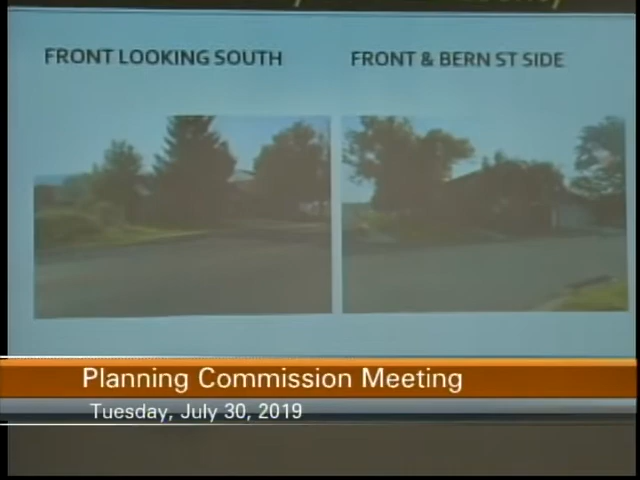 FRONT LOOKING SOUTH
FRONT & BERN ST SIDE
Planning Commission Meeting
Tuesday, July 30, 2019